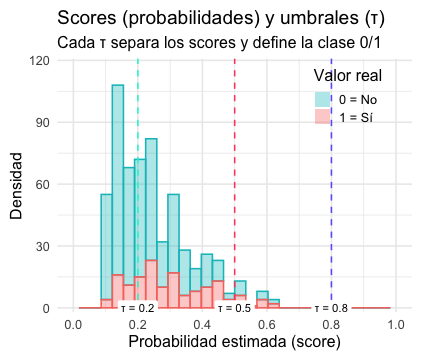 Scores (probabilidades) y umbrales (τ)
Cada τ separa los scores y define la clase 0/1
Valor real
0 = No
1 = Sí
Densidad
120
90
60
30
0
τ = 0.2
τ = 0.5
τ = 0.8
0.0 0.2 0.4 0.6 0.8 1.0
Probabilidad estimada (score)